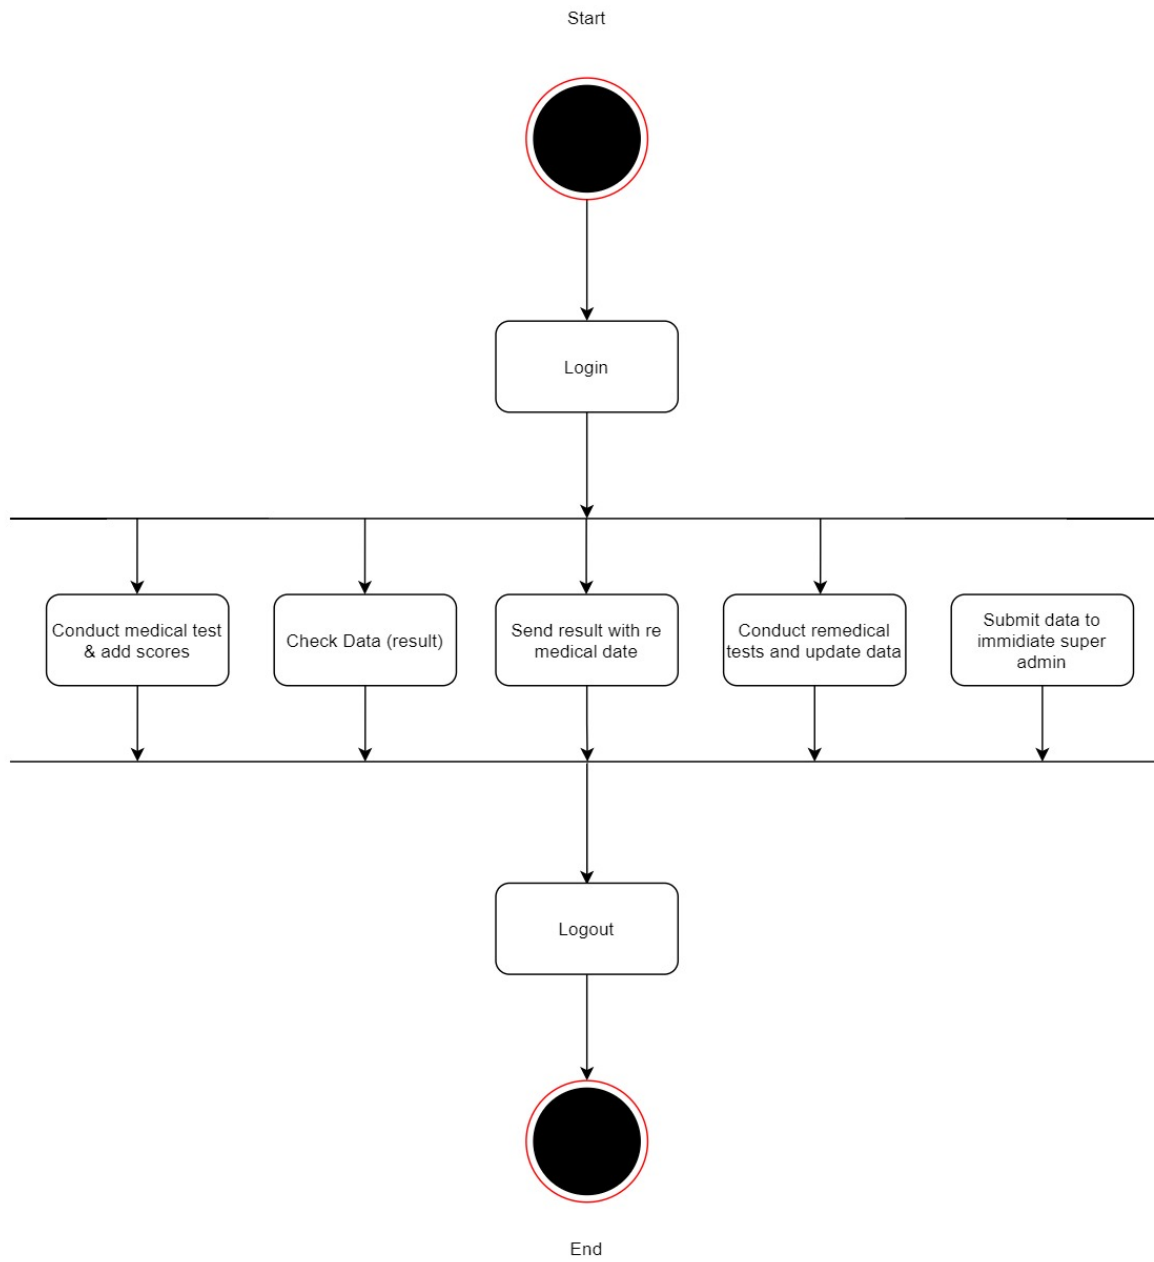 Start
Login
Conduct medical test
& add scores
Check Data (result)
Send result with re
medical date
Conduct remedical
tests and update data
Submit data to
immidiate super
admin
Logout
End